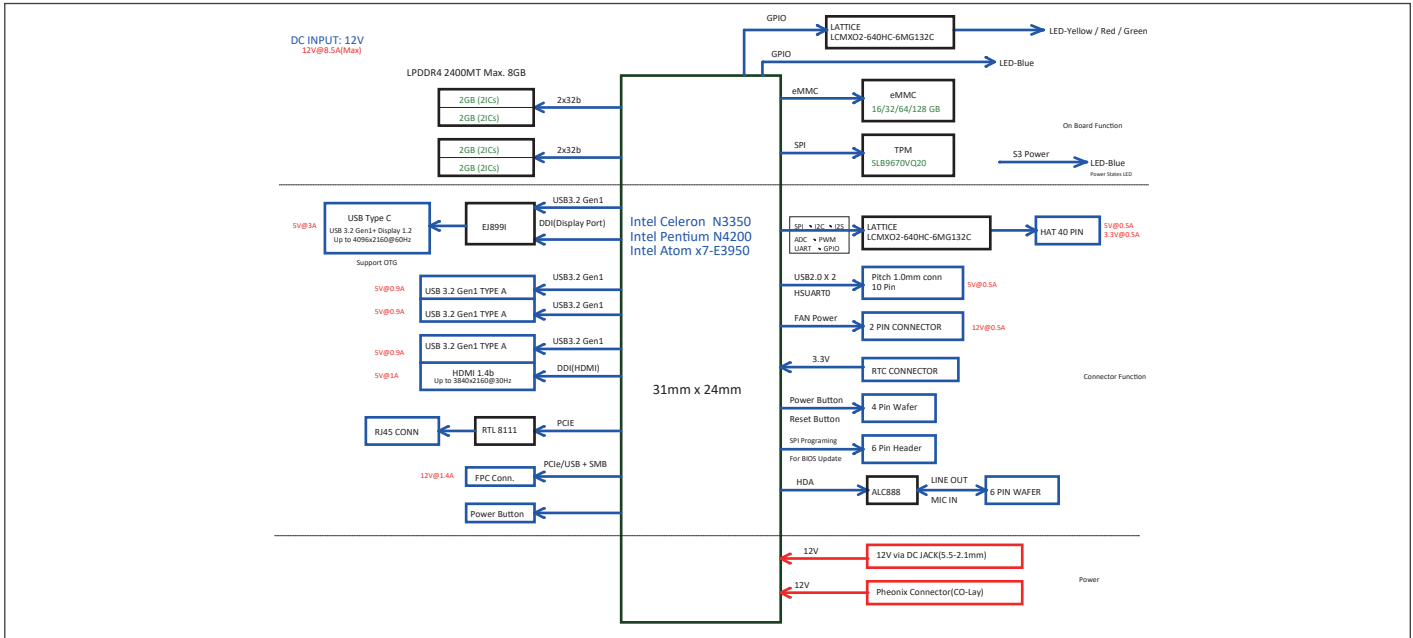 DC INPUT: 12V
12V@8.5A(Max)
GPIO
LATTICE
LCMXO2-640HC-6MG132C
LED-Yellow / Red / Green
GPIO
LED-Blue
LPDDR4 2400MT Max. 8GB
2GB (2ICs)
2GB (2ICs)
2x32b
2GB (2ICs)
2GB (2ICs)
2x32b
eMMC
eMMC
16/32/64/128 GB
On Board Function
SPI
TPM
SLB9670VQ20
S3 Power
LED-Blue
Power States LED
5V@3A
USB Type C
USB 3.2 Gen1+ Display 1.2
Up to 4096x2160@60Hz
Support OTG
EJ899I
USB3.2 Gen1
DDI(Display Port)
5V@0.9A
USB 3.2 Gen1 TYPE A
USB3.2 Gen1
5V@0.9A
USB 3.2 Gen1 TYPE A
USB3.2 Gen1
5V@0.9A
USB 3.2 Gen1 TYPE A
USB3.2 Gen1
5V@1A
HDMI 1.4b
Up to 3840x2160@30Hz
DDI(HDMI)
RJ45 CONN
RTL 8111
PCIE
12V@1.4A
FPC Conn.
PCIe/USB + SMB
Power Button
Intel Celeron N3350
Intel Pentium N4200
Intel Atom x7-E3950
31mm x 24mm
SPI、I2C、I2S
ADC、PWM
UART、GPIO
LATTICE
LCMXO2-640HC-6MG132C
HAT 40 PIN
5V@0.5A
3.3V@0.5A
USB2.0 X 2
HSUART0
Pitch 1.0mm conn
10 Pin
5V@0.5A
FAN Power
2 PIN CONNECTOR
12V@0.5A
3.3V
RTC CONNECTOR
Connector Function
Power Button
Reset Button
4 Pin Wafer
SPI Programing
For BIOS Update
6 Pin Header
HDA
ALC888
LINE OUT
MIC IN
6 PIN WAFER
12V
12V via DC JACK(5.5-2.1mm)
Power
12V
Pheonix Connector(CO-Lay)